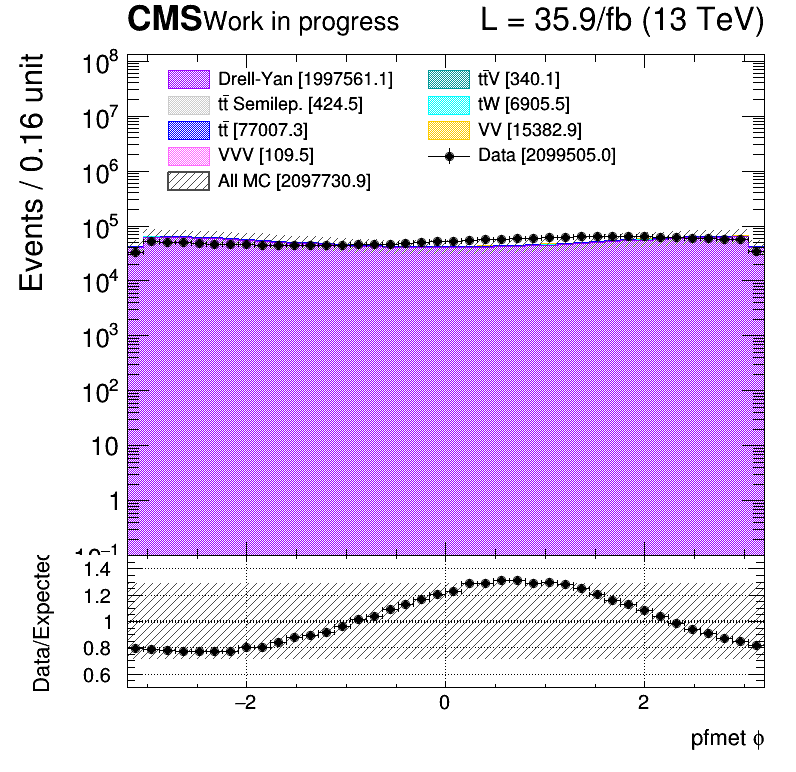 CMS Work in progress L = 35.9/fb (13 TeV)
Events / 0.16 unit
10⁸
10⁷
10⁶
10⁵
10⁴
10³
10²
10
1
10⁻¹
Drell-Yan [1997561.1]
tt̄ Semilep. [424.5]
tt̄ [77007.3]
VVV [109.5]
All MC [2097730.9]
tt̄V [340.1]
tW [6905.5]
VV [15382.9]
Data [2099505.0]
Data/Expected
1.4
1.2
1
0.8
0.6
−2 0 2
pfmet ϕ